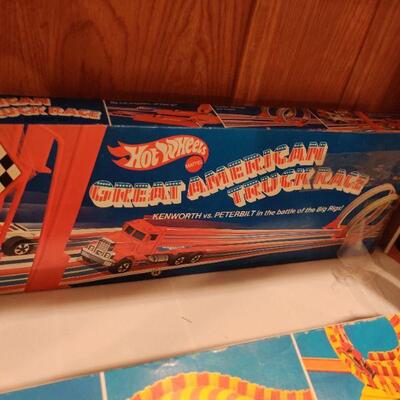 RICAN
TRUCK RACE
Hot Wheels
MATTEL
GREAT AMERICAN
TRUCK RACE
KENWORTH vs. PETERBILT in the battle of the Big Rigs!